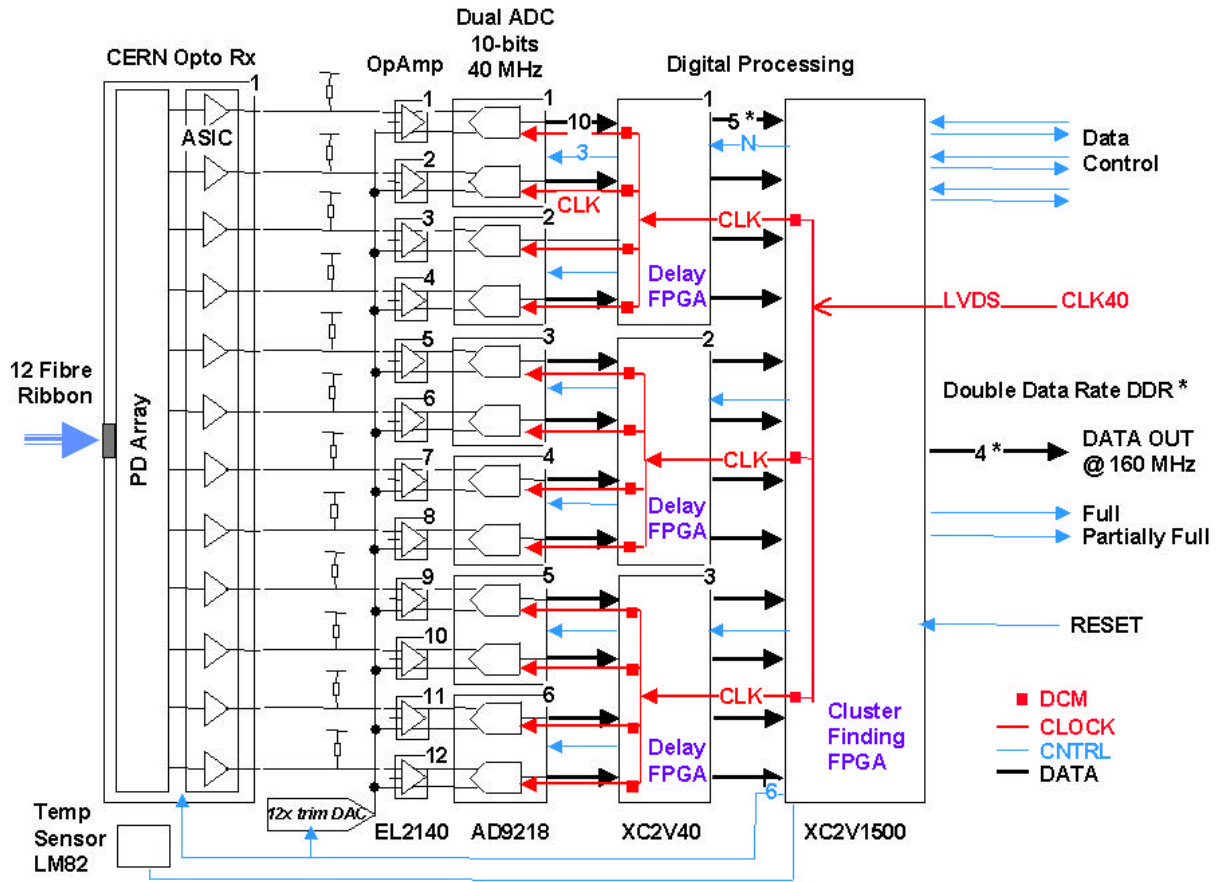 Dual ADC
10-bits
40 MHz
CERN Opto Rx
OpAmp
Digital Processing
1
ASIC
PD Array
12 Fibre
Ribbon
1
2
3
4
5
6
7
8
9
10
11
12
1
2
3
4
5
6
10
3
CLK
1
2
3
5 *
N
CLK
CLK
CLK
Delay
FPGA
Delay
FPGA
Delay
FPGA
Cluster
Finding
FPGA
6
Data
Control
LVDS
CLK40
Double Data Rate DDR *
4 *
DATA OUT
@ 160 MHz
Full
Partially Full
RESET
DCM
CLOCK
CNTRL
DATA
12x trim DAC
EL2140
AD9218
XC2V40
XC2V1500
Temp
Sensor
LM82